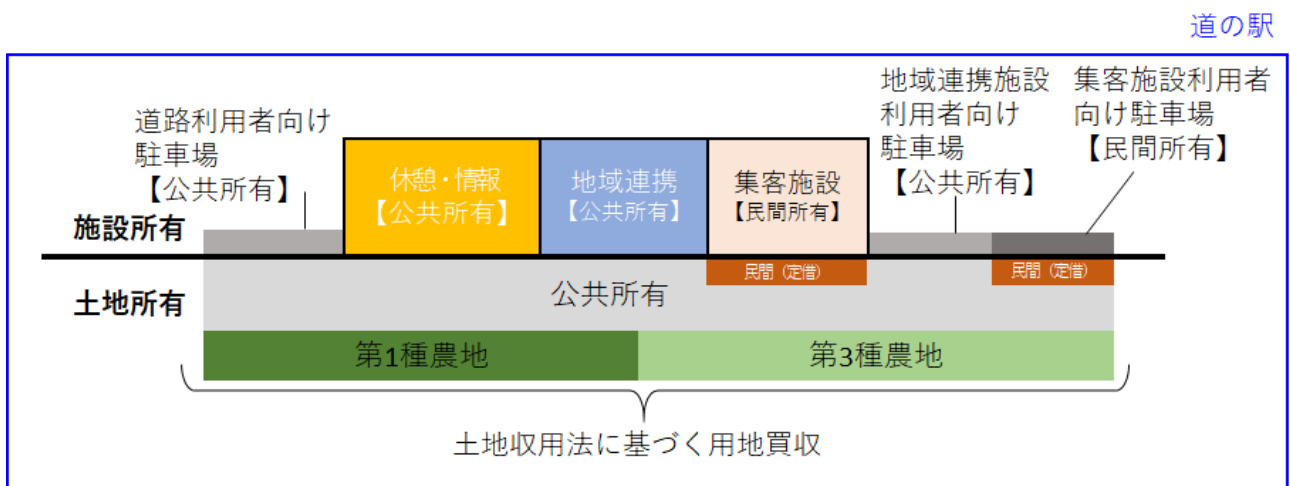 道の駅
道路利用者向け
駐車場
【公共所有】
休憩・情報
【公共所有】
地域連携
【公共所有】
集客施設
【民間所有】
地域連携施設
利用者向け
駐車場
【公共所有】
集客施設利用者
向け駐車場
【民間所有】
施設所有
土地所有
民間（定借）
民間（定借）
公共所有
第1種農地
第3種農地
土地収用法に基づく用地買収